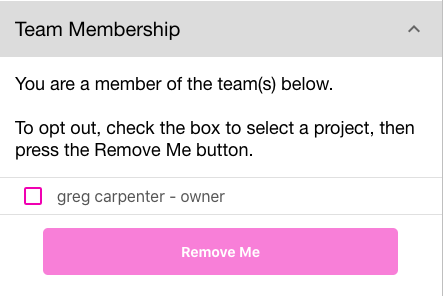 Team Membership
You are a member of the team(s) below.
To opt out, check the box to select a project, then
press the Remove Me button.
greg carpenter - owner
Remove Me